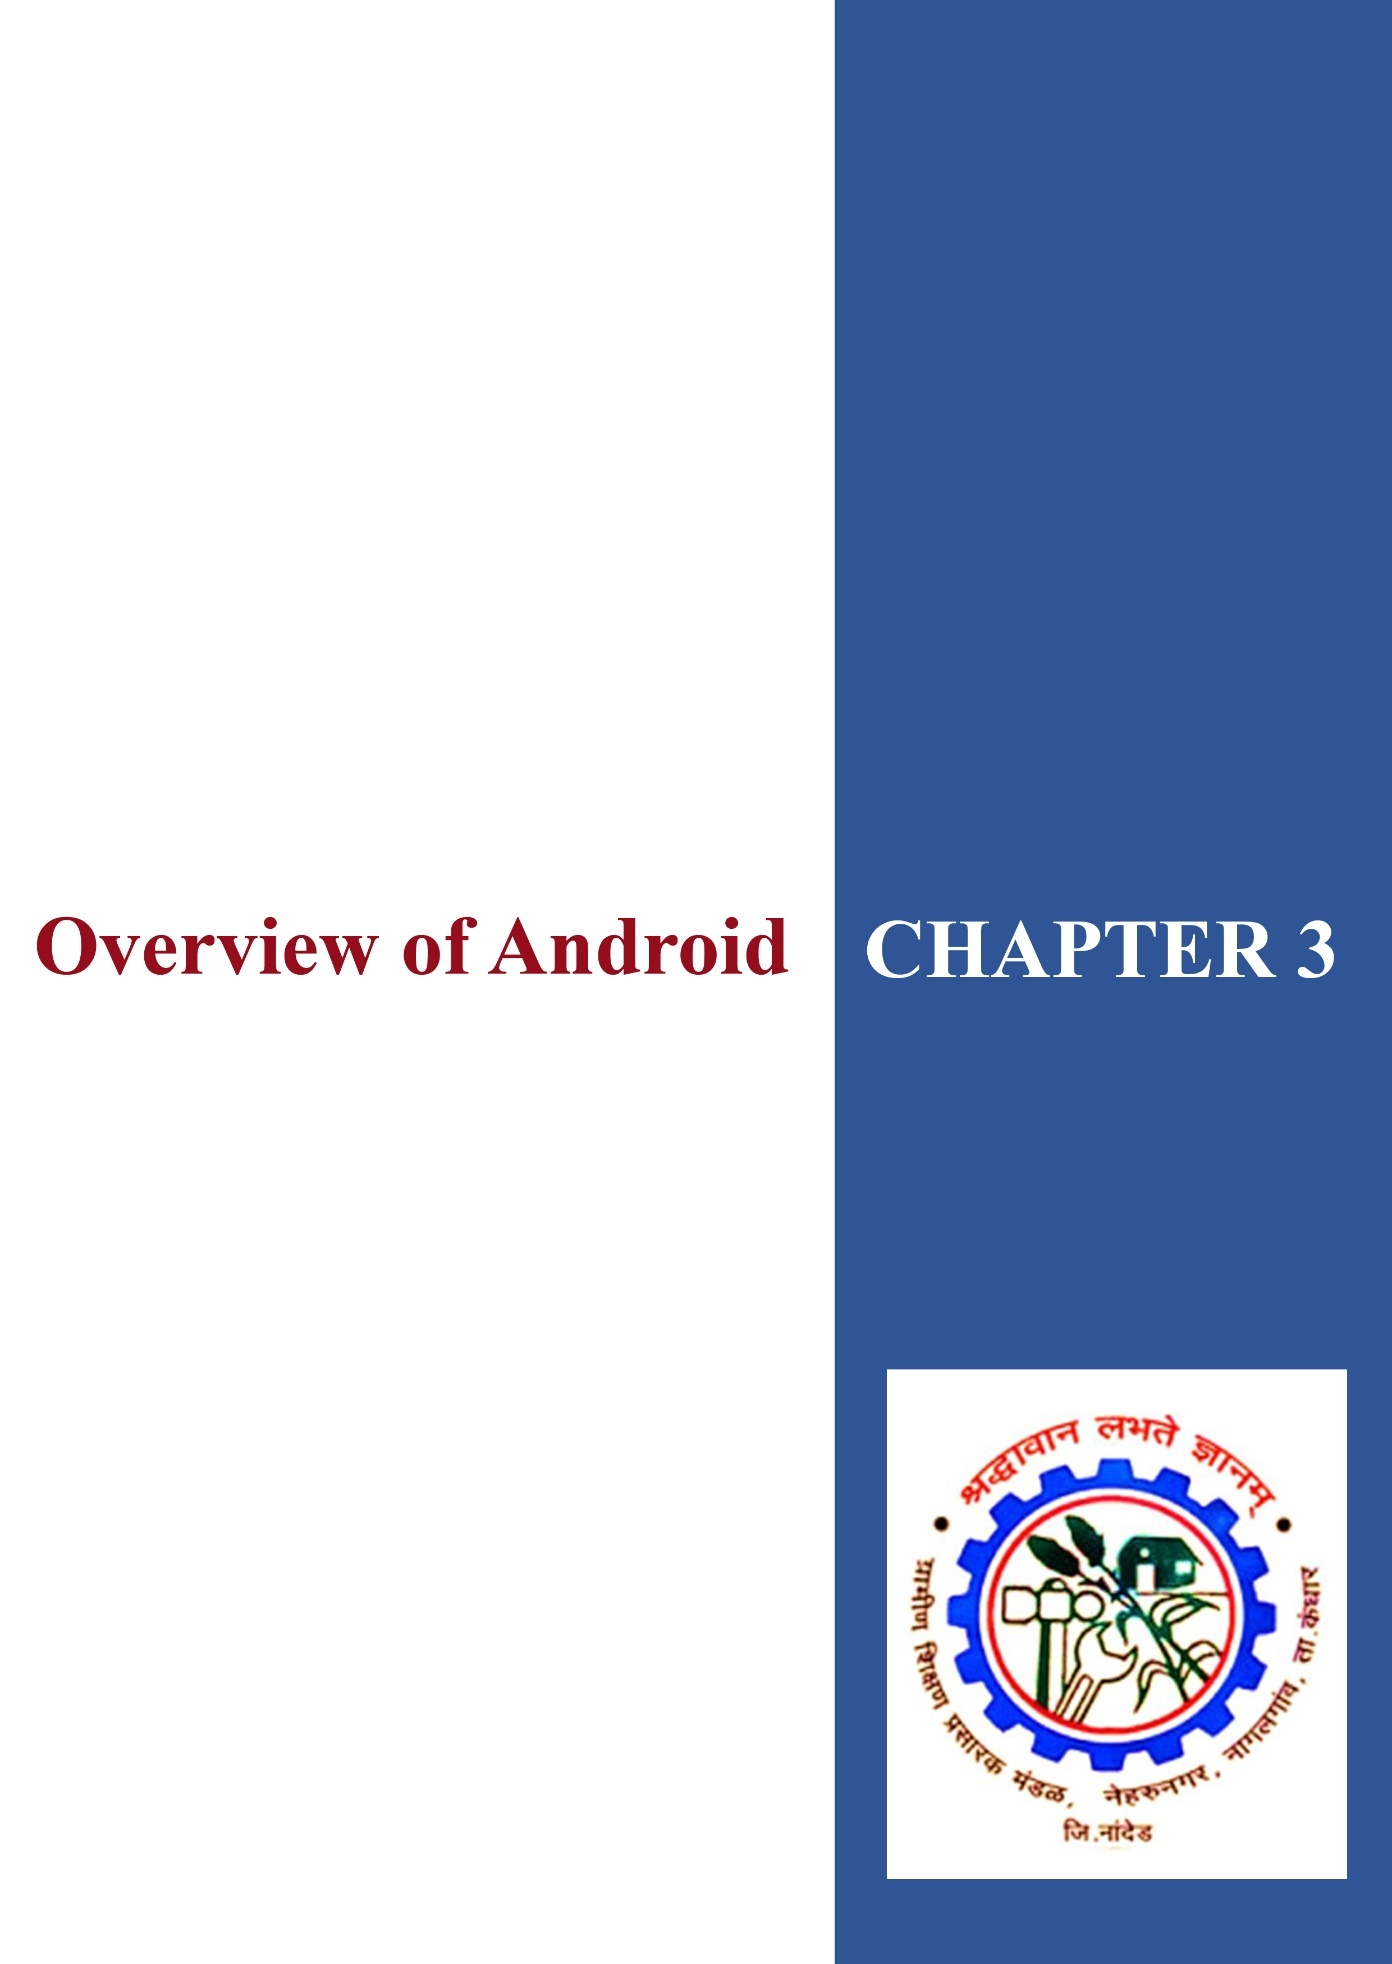 Overview of Android
CHAPTER 3
श्रद्धावान लभते ज्ञानम्
ग्रामीण शिक्षण प्रसारक मंडळ, नेहरुनगर, नागलगांव, ता.कंधार
जि.नांदेड